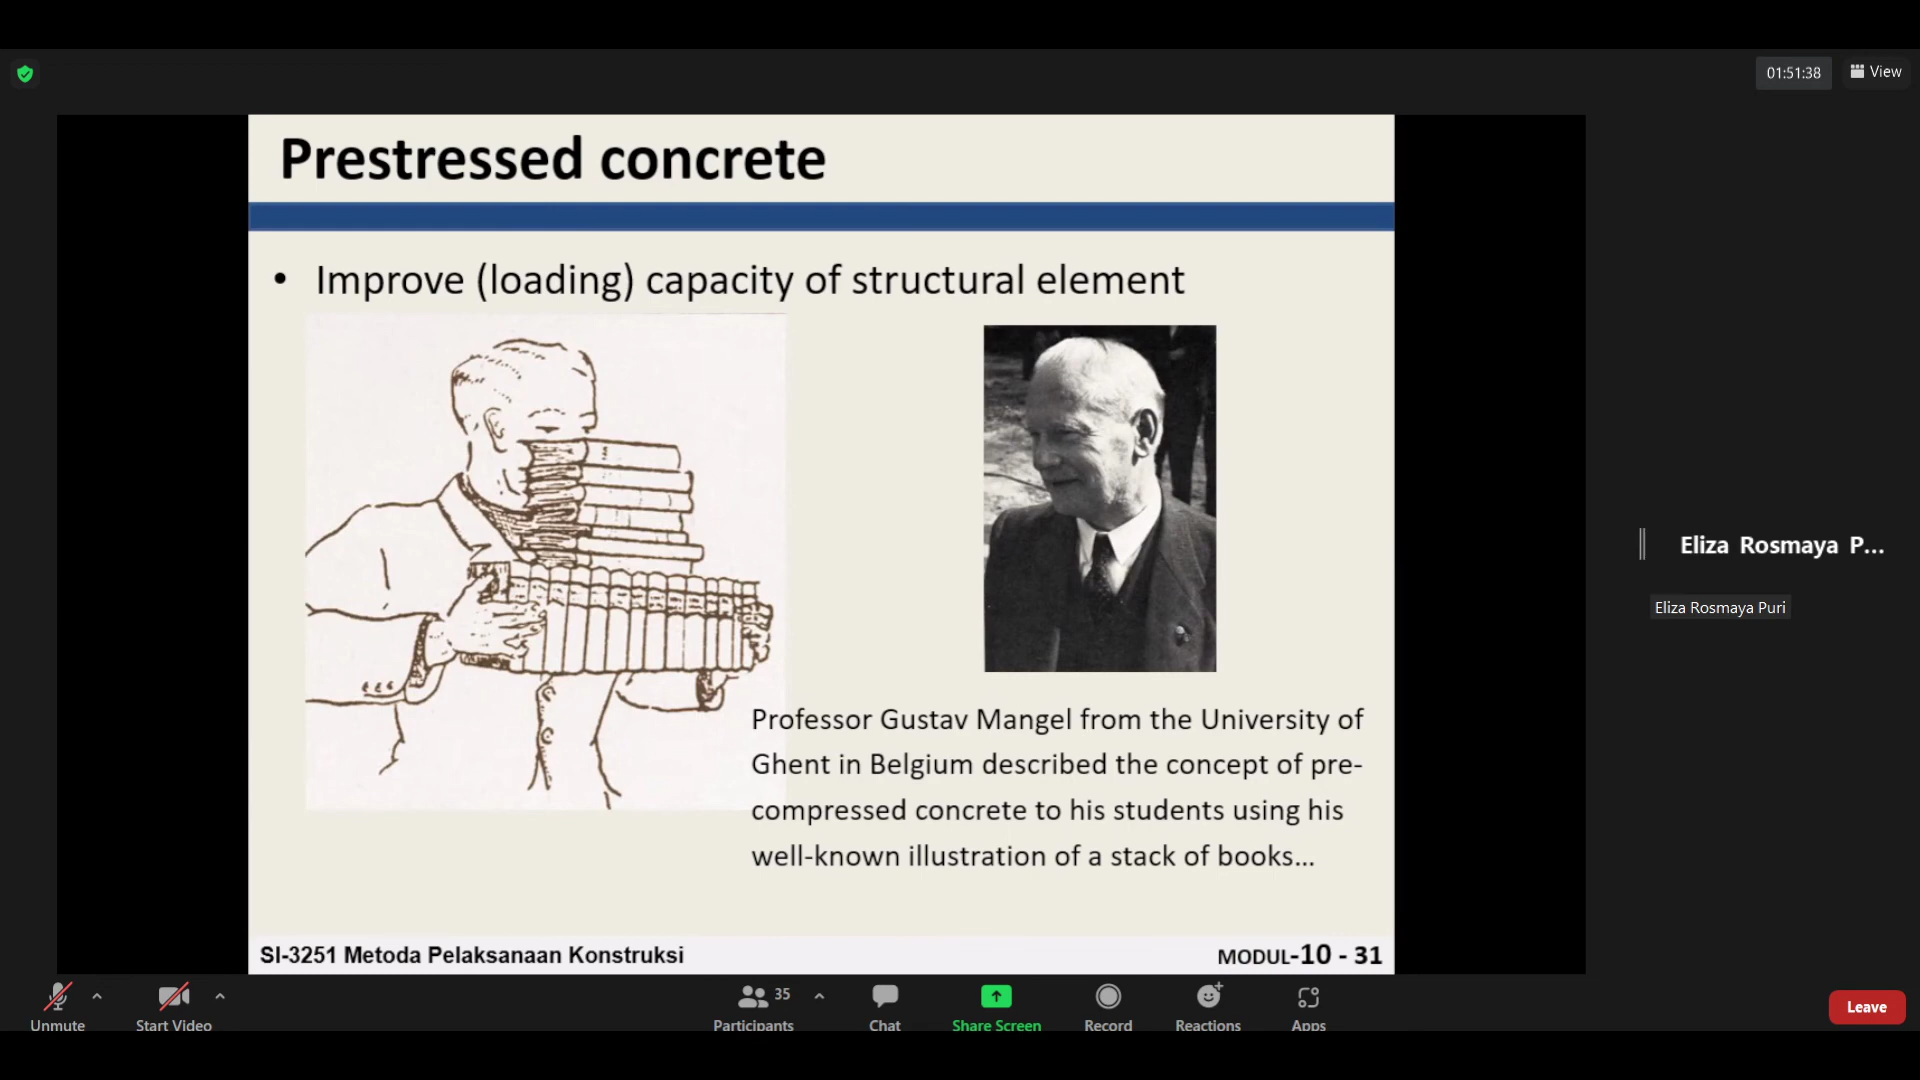 01:51:38
View
Prestressed concrete
• Improve (loading) capacity of structural element
Professor Gustav Mangel from the University of
Ghent in Belgium described the concept of pre-
compressed concrete to his students using his
well-known illustration of a stack of books...
SI-3251 Metoda Pelaksanaan Konstruksi
MODUL-10 - 31
Eliza Rosmaya P...
Eliza Rosmaya Puri
Unmute
Start Video
35
Participants
Chat
Share Screen
Record
Reactions
Apps
Leave